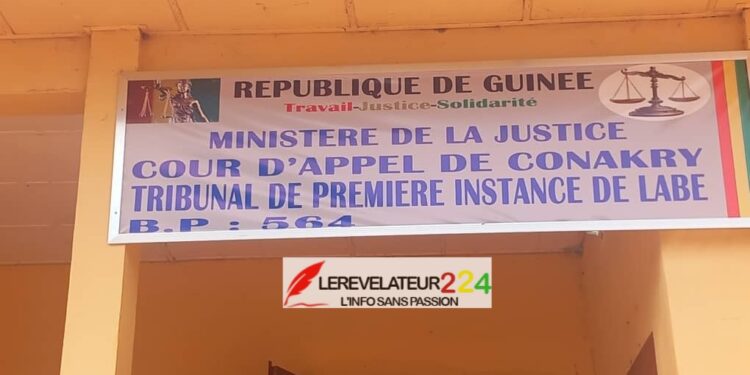 REPUBLIQUE DE GUINEE
Travail-Justice-Solidarité
MINISTERE DE LA JUSTICE
COUR D'APPEL DE CONAKRY
TRIBUNAL DE PREMIERE INSTANCE DE LABE
B.P : 564
LEREVELATEUR224
L'INFO SANS PASSION